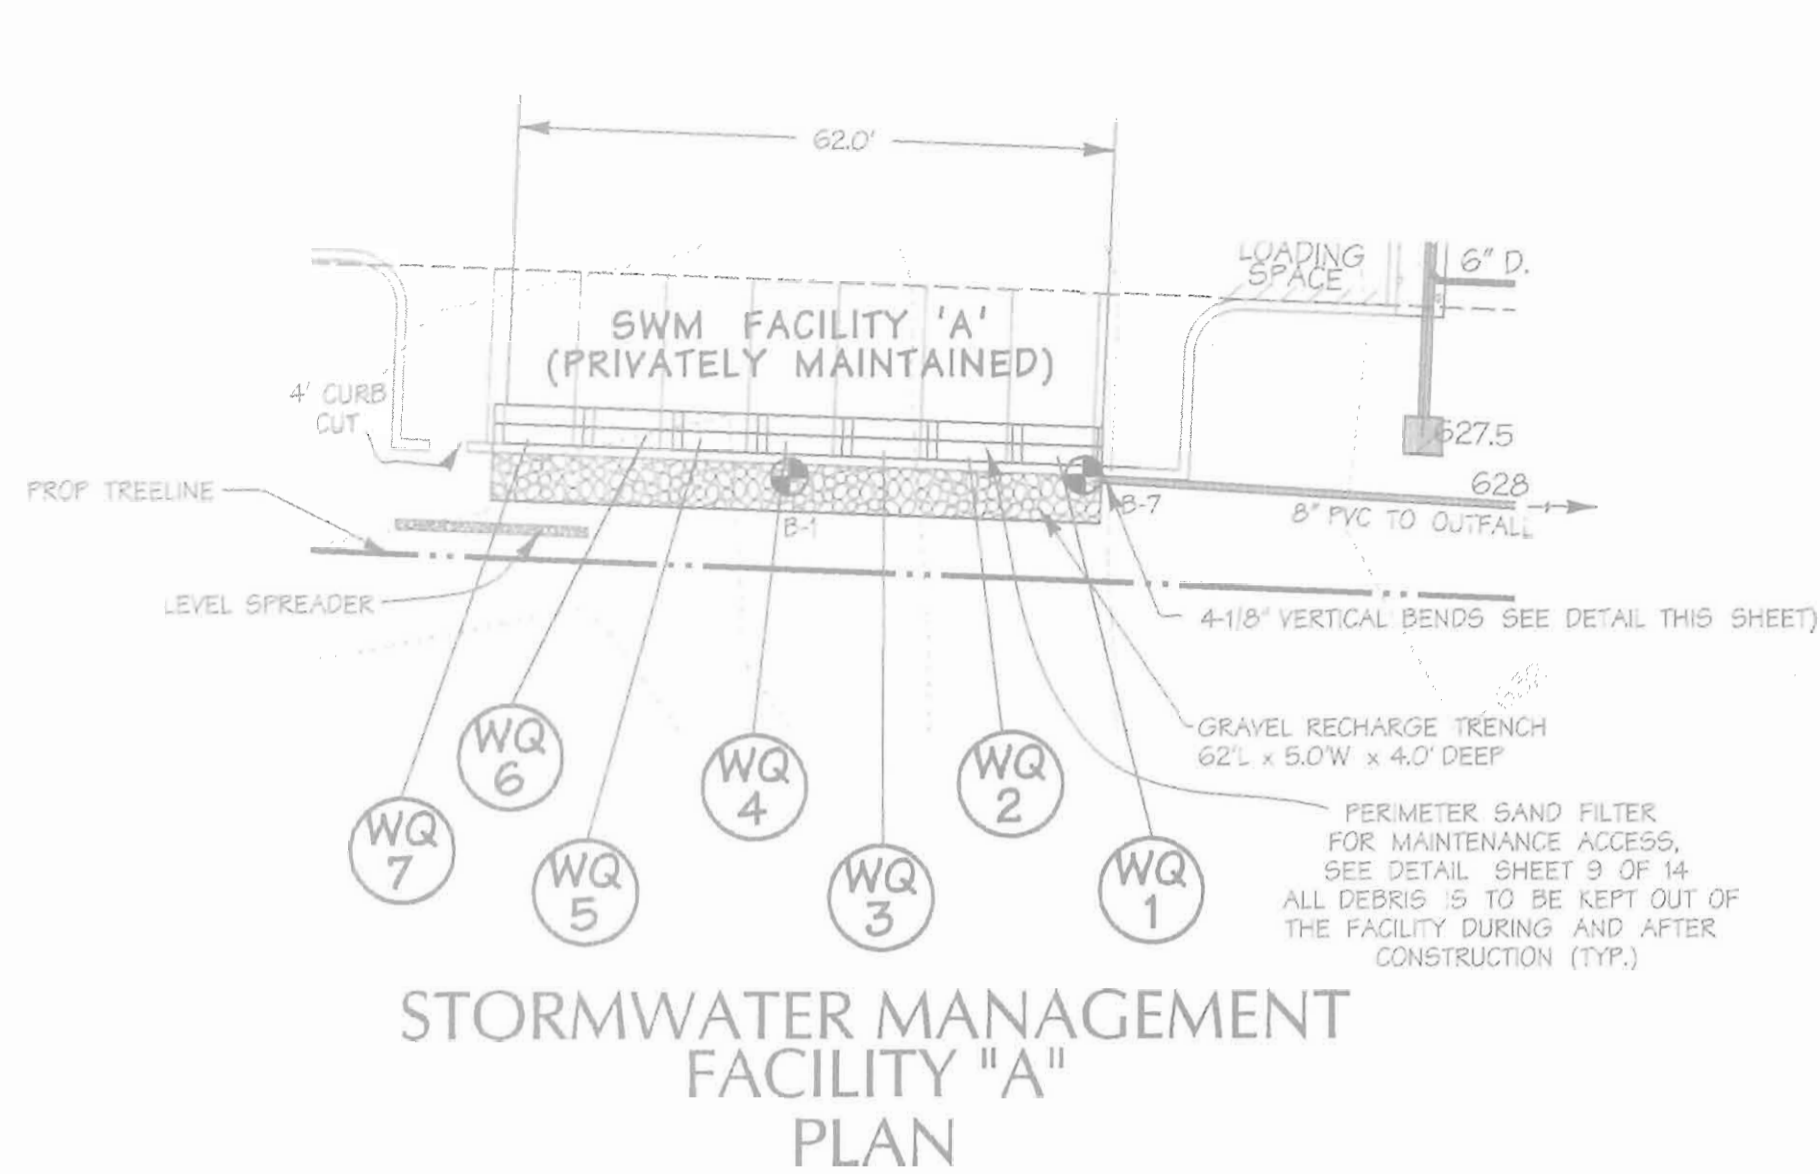 62.0'
LOADING
SPACE
6" D.
SWM FACILITY 'A'
(PRIVATELY MAINTAINED)
4' CURB
CUT
627.5
PROP TREELINE
628
B-1
B-7
8" PVC TO OUTFALL
LEVEL SPREADER
4-1/8" VERTICAL BENDS SEE DETAIL THIS SHEET)
GRAVEL RECHARGE TRENCH
62'L x 5.0'W x 4.0' DEEP
WQ
6
WQ
4
WQ
2
WQ
7
WQ
5
WQ
3
WQ
1
PERIMETER SAND FILTER
FOR MAINTENANCE ACCESS,
SEE DETAIL SHEET 9 OF 14
ALL DEBRIS IS TO BE KEPT OUT OF
THE FACILITY DURING AND AFTER
CONSTRUCTION (TYP.)
STORMWATER MANAGEMENT
FACILITY "A"
PLAN